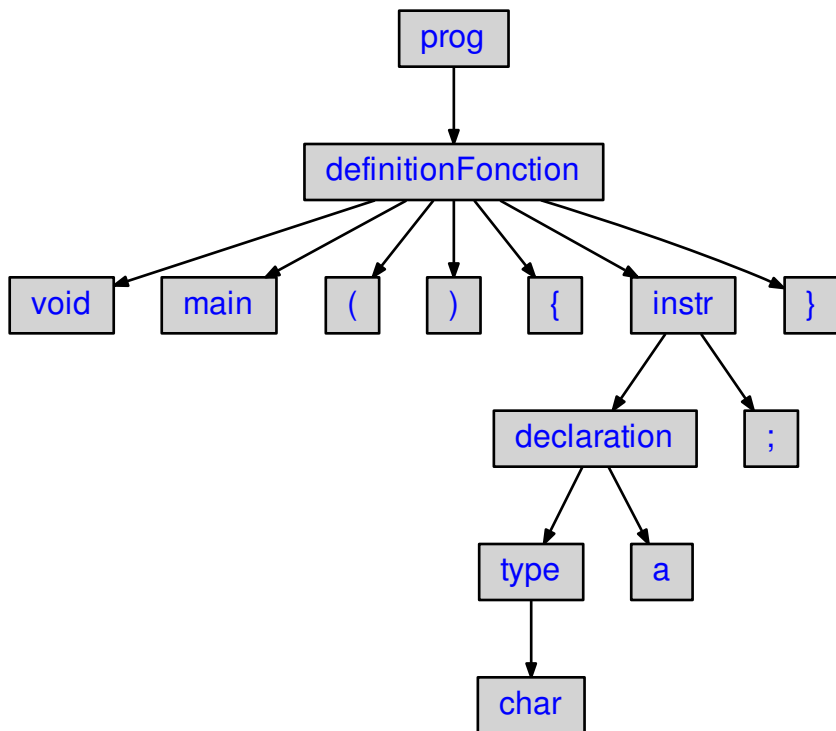 prog
definitionFonction
void main ( ) { instr }
declaration ;
type a
char